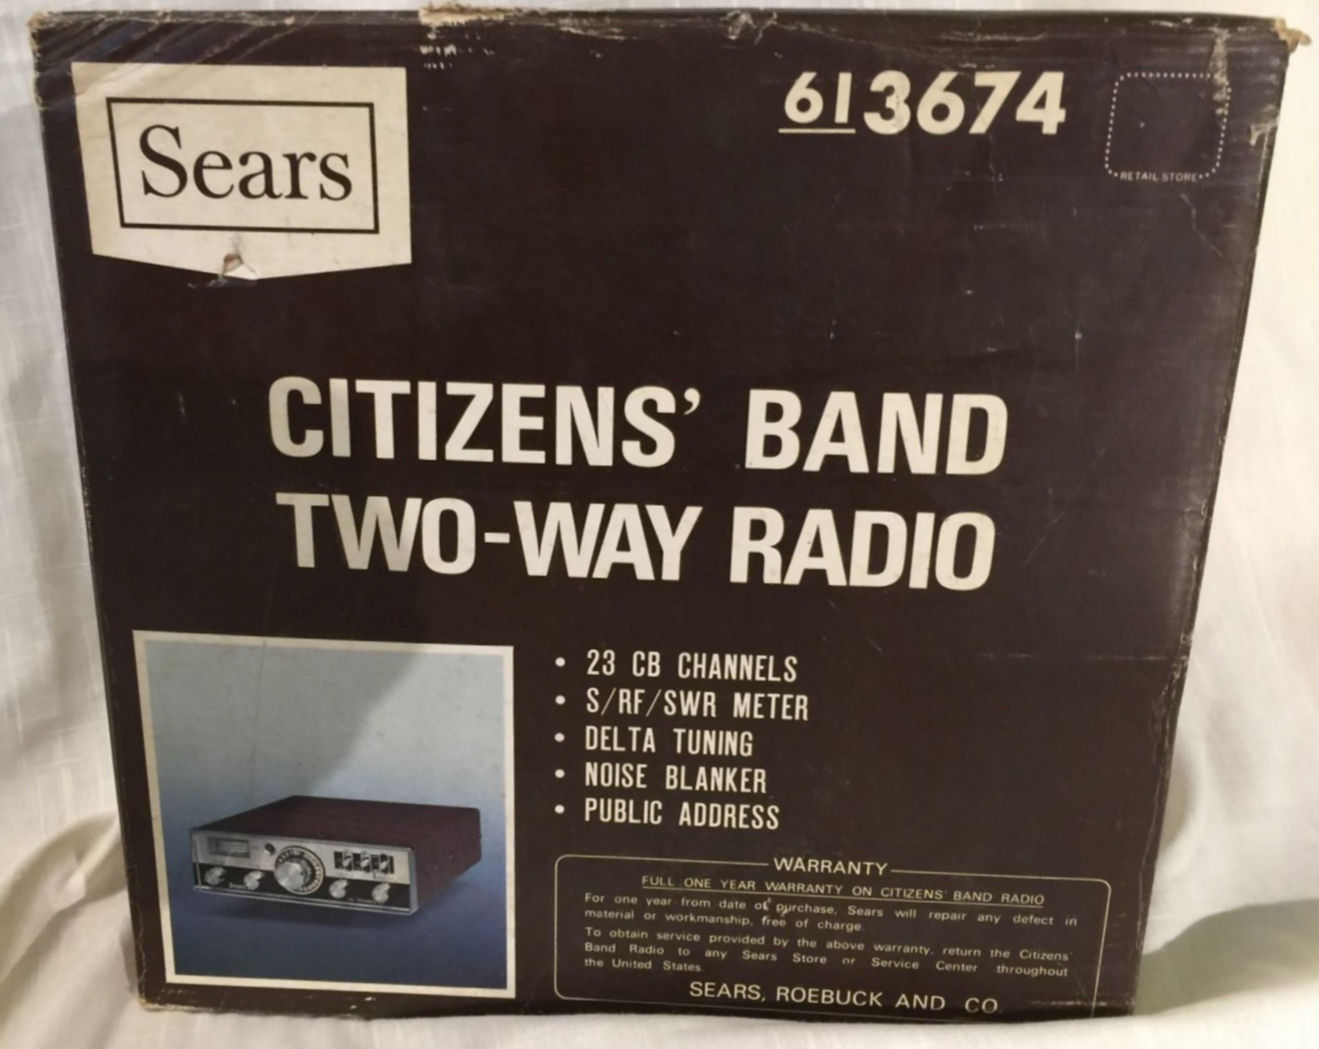 Sears
613674
RETAIL STORE
CITIZENS' BAND
TWO-WAY RADIO
• 23 CB CHANNELS
• S/RF/SWR METER
• DELTA TUNING
• NOISE BLANKER
• PUBLIC ADDRESS
Sears
WARRANTY
FULL ONE YEAR WARRANTY ON CITIZENS' BAND RADIO
For one year from date of purchase, Sears will repair any defect in
material or workmanship, free of charge.
To obtain service provided by the above warranty, return the Citizens'
Band Radio to any Sears Store or Service Center throughout
the United States.
SEARS, ROEBUCK AND CO.